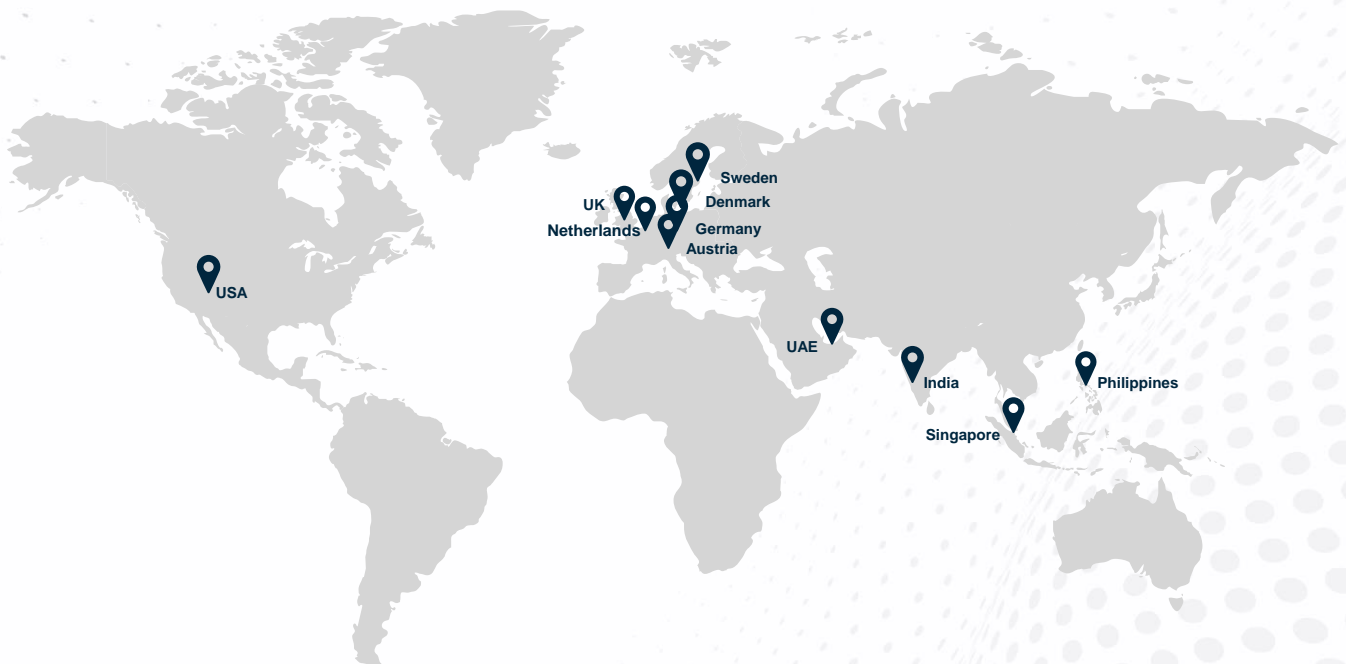 Sweden
UK
Denmark
Netherlands
Germany
Austria
USA
UAE
India
Philippines
Singapore